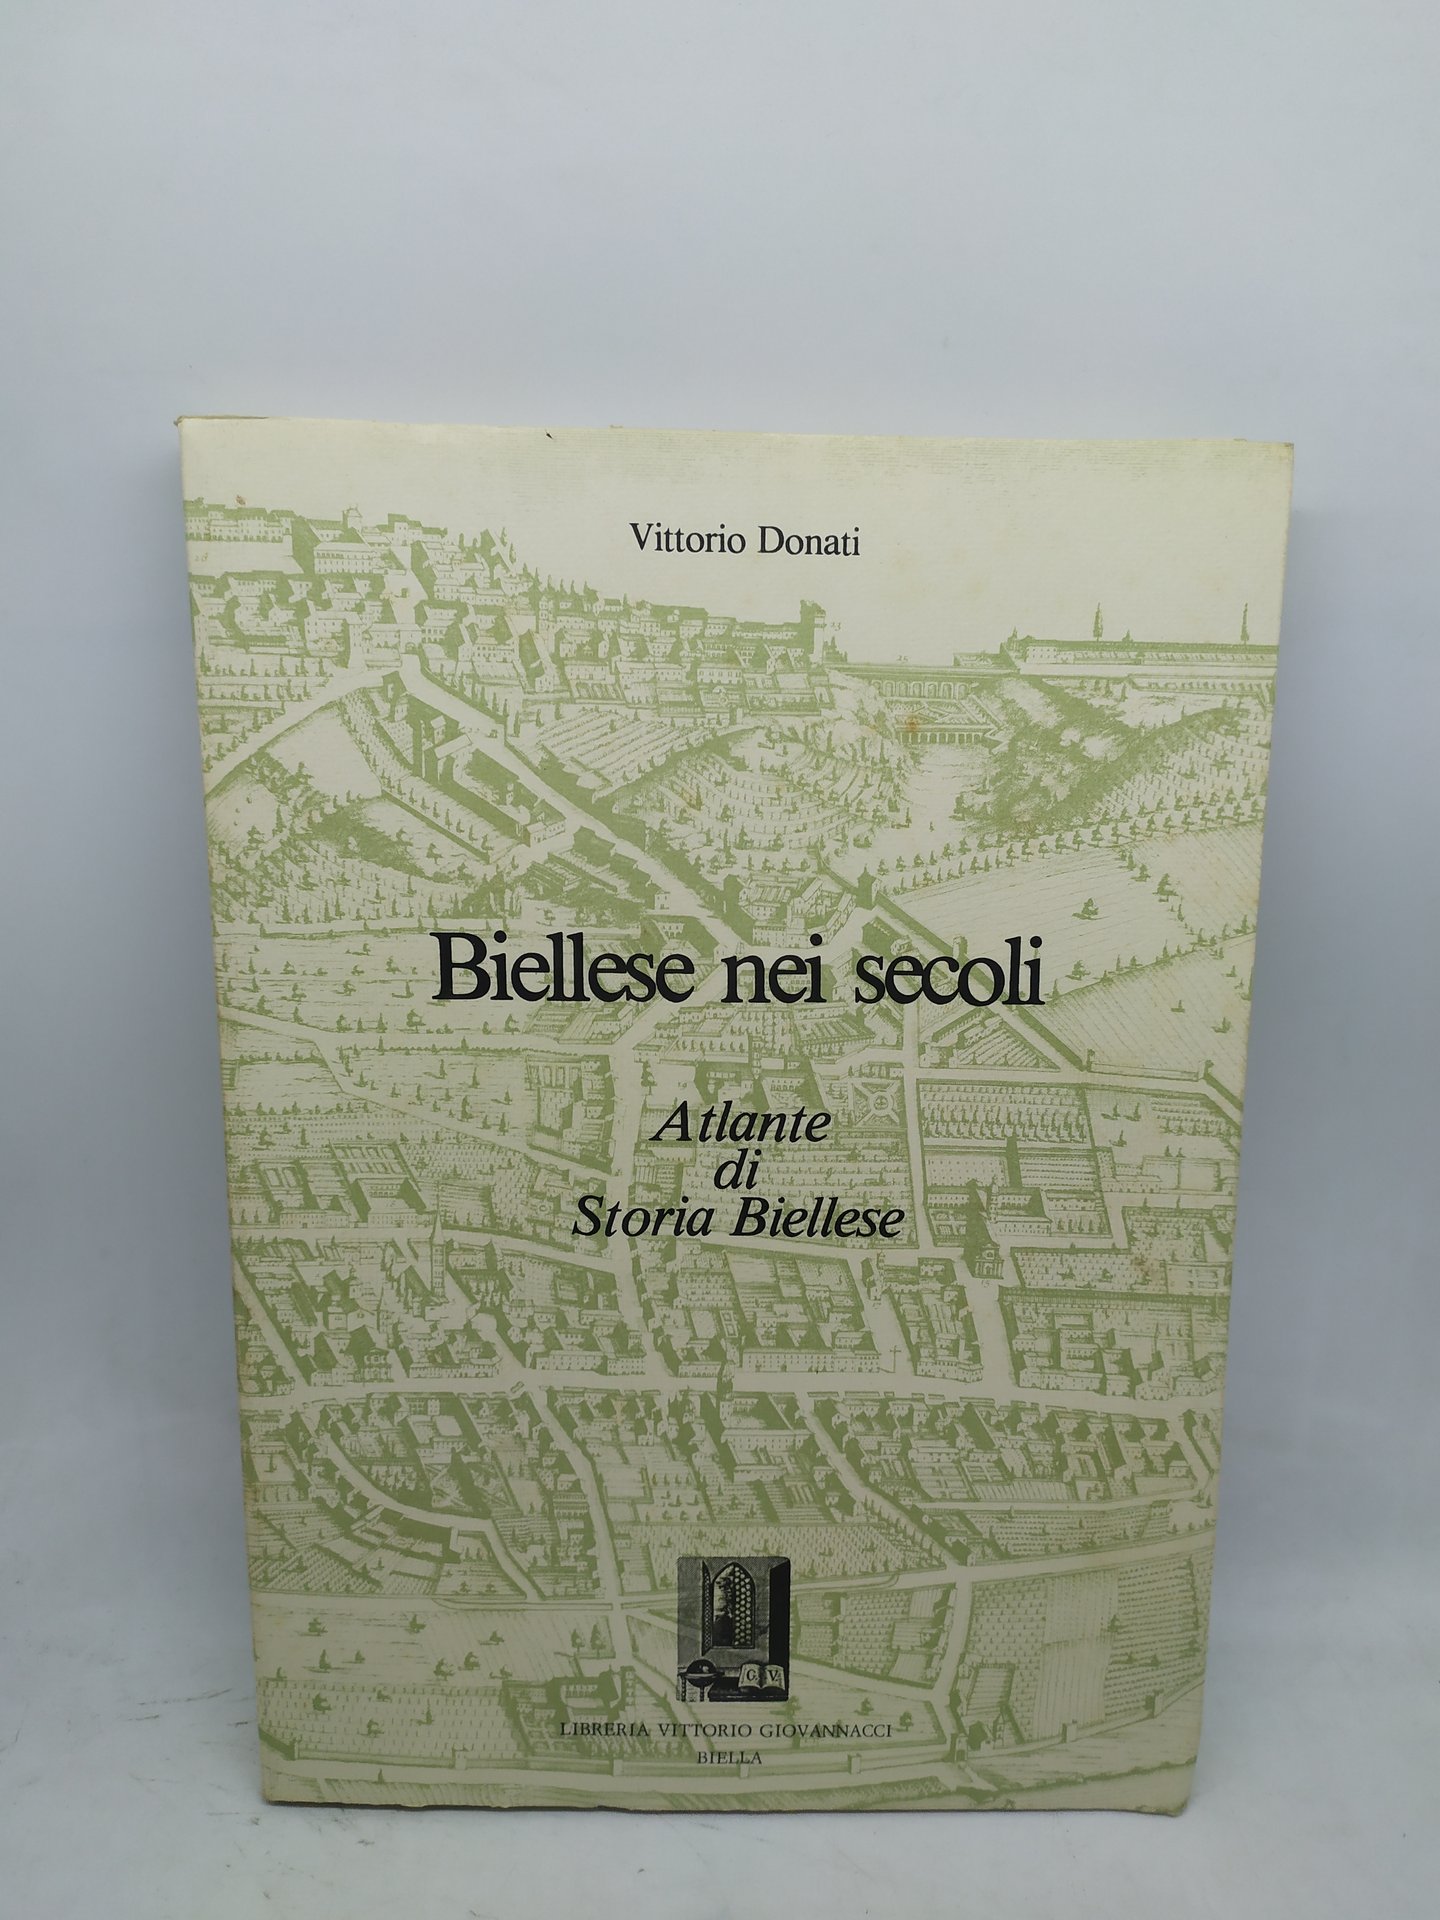 Vittorio Donati
Biellese nei secoli
Atlante
di
Storia Biellese
G. V.
LIBRERIA VITTORIO GIOVANNACCI
BIELLA